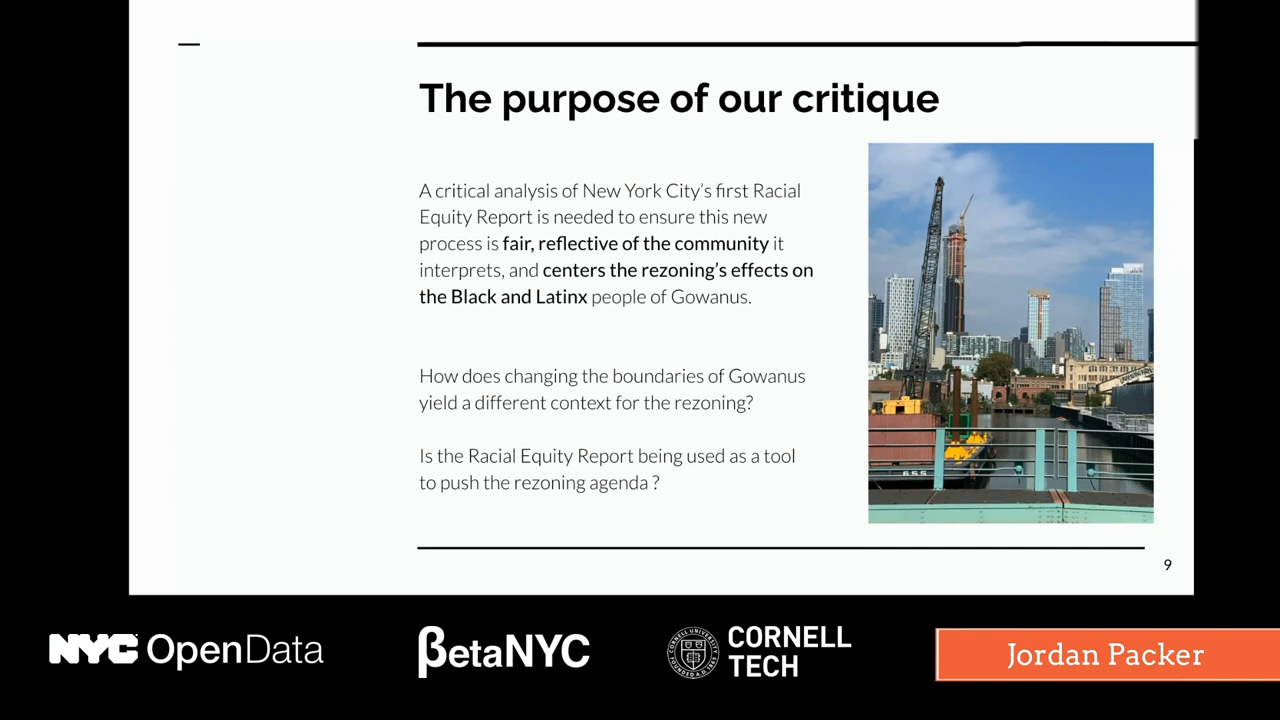 The purpose of our critique
A critical analysis of New York City's first Racial
Equity Report is needed to ensure this new
process is fair, reflective of the community it
interprets, and centers the rezoning's effects on
the Black and Latinx people of Gowanus.
How does changing the boundaries of Gowanus
yield a different context for the rezoning?
Is the Racial Equity Report being used as a tool
to push the rezoning agenda ?
655
9
NYC OpenData
βetaNYC
CORNELL
TECH
Jordan Packer